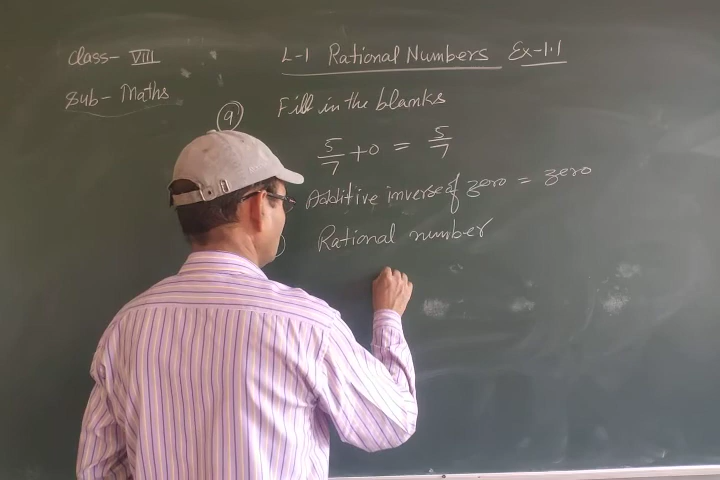 Class- VIII
L-1 Rational Numbers Ex-1.1
Sub- Maths
9 Fill in the blanks
5/7 + 0 = 5/7
Additive inverse of zero = zero
Rational number